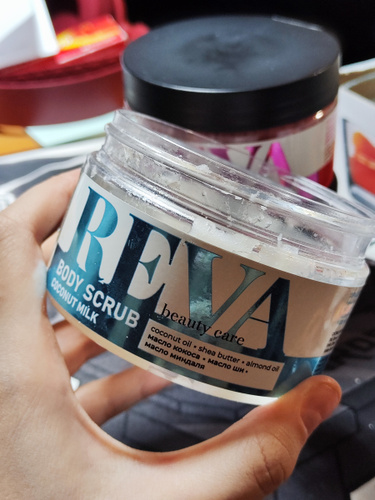 REVA
beauty care
BODY SCRUB
COCONUT MILK
coconut oil • shea butter • almond oil
масло кокоса • масло ши •
масло миндаля
VA